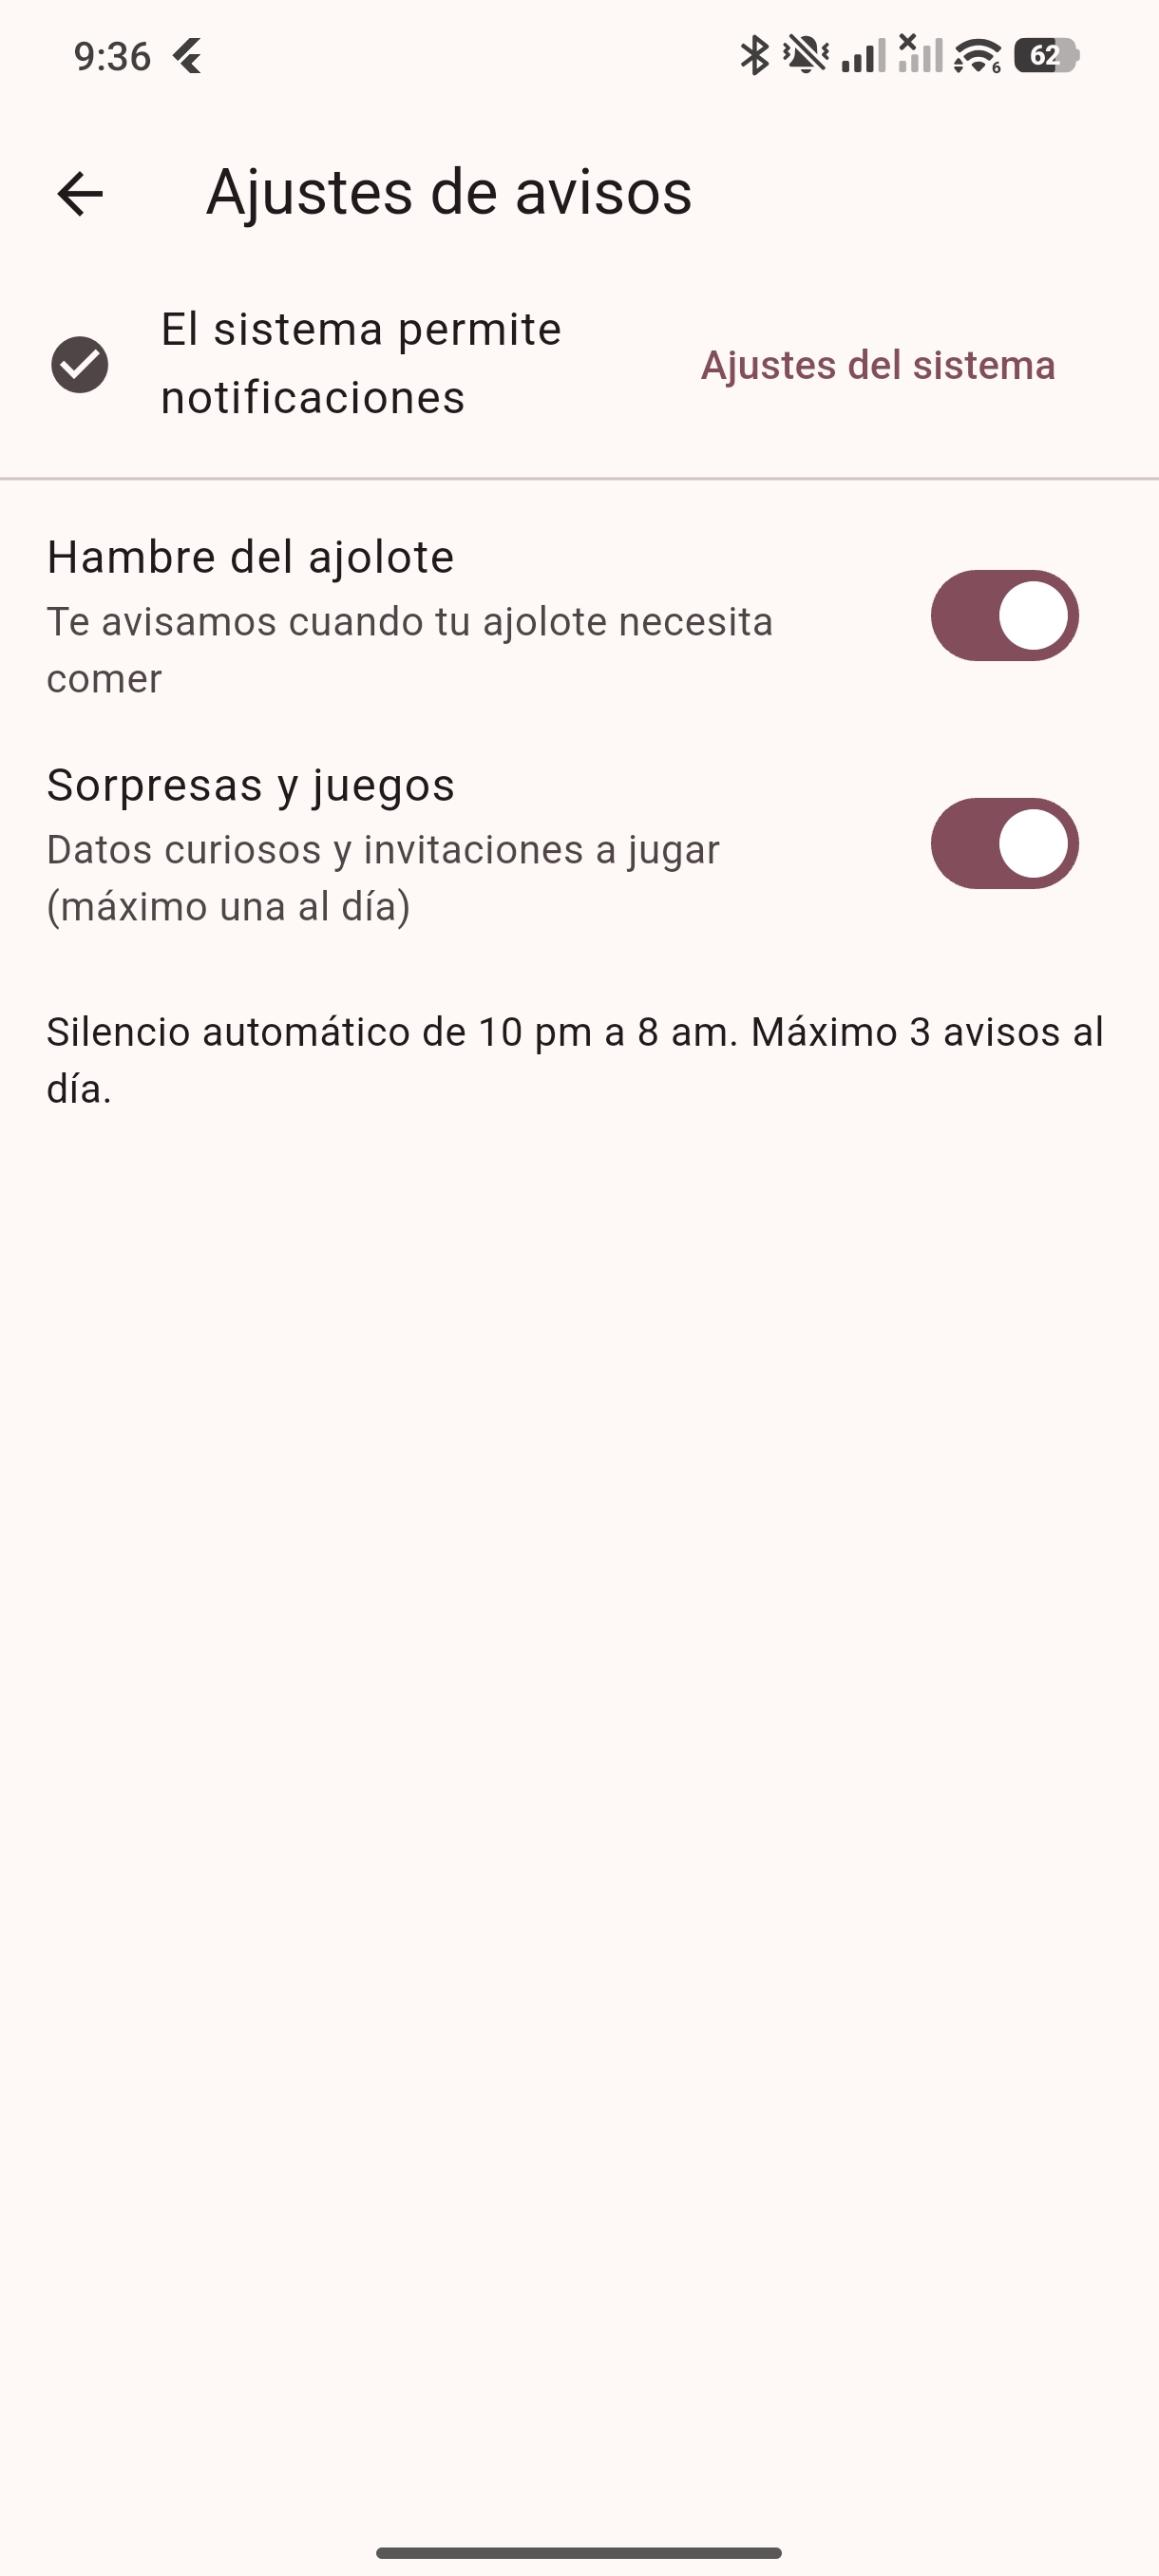 9:36
6
62
Ajustes de avisos
El sistema permite
notificaciones
Ajustes del sistema
Hambre del ajolote
Te avisamos cuando tu ajolote necesita
comer
Sorpresas y juegos
Datos curiosos y invitaciones a jugar
(máximo una al día)
Silencio automático de 10 pm a 8 am. Máximo 3 avisos al
día.